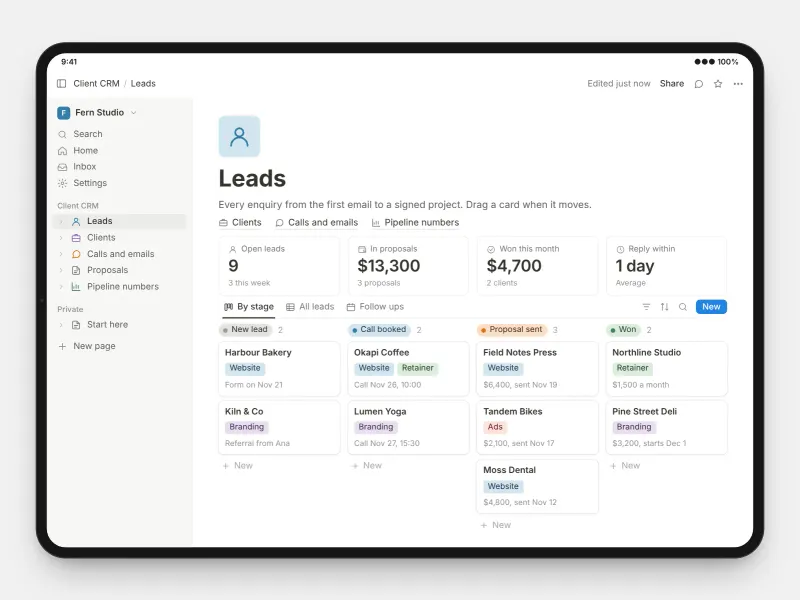 9:41
100%
Client CRM / Leads
Edited just now
Share
F Fern Studio
Search
Home
Inbox
Settings
Client CRM
Leads
Clients
Calls and emails
Proposals
Pipeline numbers
Private
Start here
New page
Leads
Every enquiry from the first email to a signed project. Drag a card when it moves.
Clients
Calls and emails
Pipeline numbers
Open leads
9
3 this week
In proposals
$13,300
3 proposals
Won this month
$4,700
2 clients
Reply within
1 day
Average
By stage
All leads
Follow ups
New
New lead 2
Harbour Bakery
Website
Form on Nov 21
Kiln & Co
Branding
Referral from Ana
+ New
Call booked 2
Okapi Coffee
Website Retainer
Call Nov 26, 10:00
Lumen Yoga
Branding
Call Nov 27, 15:30
+ New
Proposal sent 3
Field Notes Press
Website
$6,400, sent Nov 19
Tandem Bikes
Ads
$2,100, sent Nov 17
Moss Dental
Website
$4,800, sent Nov 12
+ New
Won 2
Northline Studio
Retainer
$1,500 a month
Pine Street Deli
Branding
$3,200, starts Dec 1
+ New